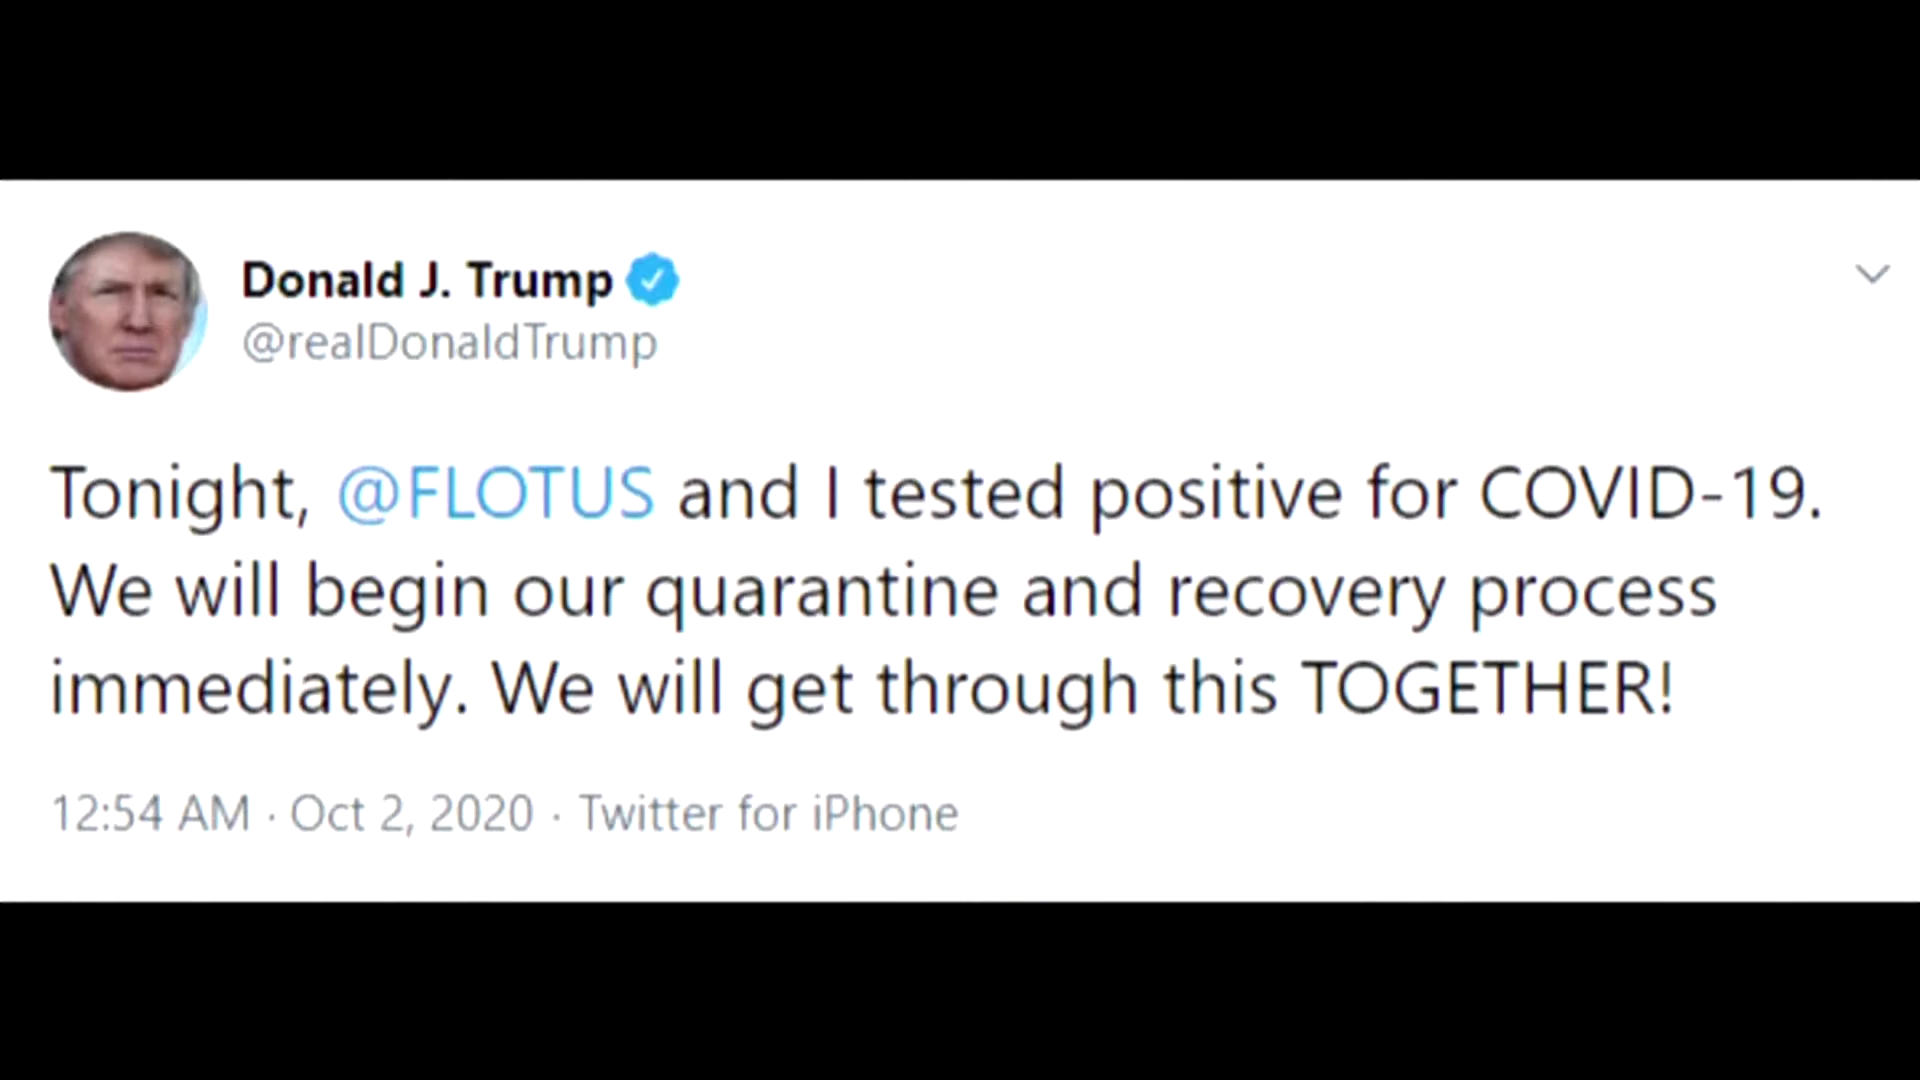 Donald J. Trump
@realDonaldTrump
Tonight, @FLOTUS and I tested positive for COVID-19.
We will begin our quarantine and recovery process
immediately. We will get through this TOGETHER!
12:54 AM · Oct 2, 2020 · Twitter for iPhone